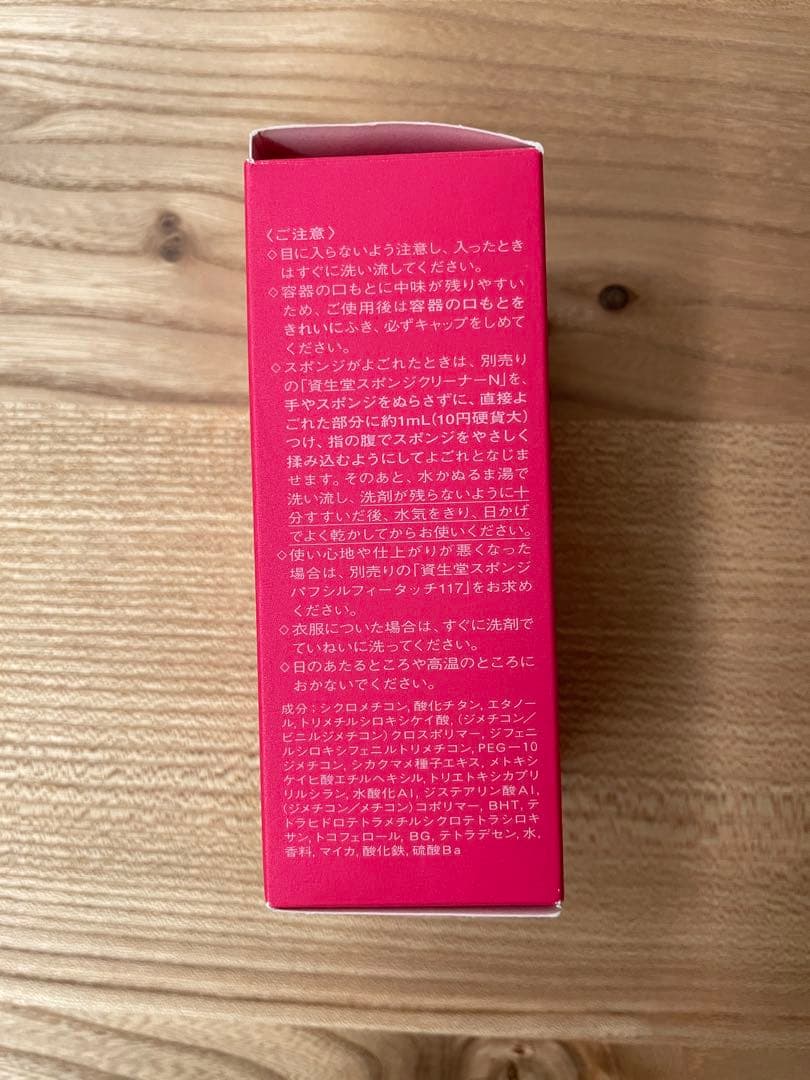 〈ご注意〉
◇目に入らないよう注意し、入ったとき
はすぐに洗い流してください。
◇容器の口もとに中味が残りやすい
ため、ご使用後は容器の口もとを
きれいにふき、必ずキャップをしめて
ください。
◇スポンジがよごれたときは、別売り
の「資生堂スポンジクリーナーN」を、
手やスポンジをぬらさずに、直接よ
ごれた部分に約1mL(10円硬貨大)
つけ、指の腹でスポンジをやさしく
揉み込むようにしてよごれとなじま
せます。そのあと、水かぬるま湯で
洗い流し、洗剤が残らないように十
分すすいだ後、水気をきり、日かげ
でよく乾かしてからお使いください。
◇使い心地や仕上がりが悪くなった
場合は、別売りの「資生堂スポンジ
パフシルフィータッチ117」をお求め
ください。
◇衣服についた場合は、すぐに洗剤で
ていねいに洗ってください。
◇日のあたるところや高温のところに
おかないでください。
成分:シクロメチコン,酸化チタン,エタノー
ル,トリメチルシロキシケイ酸,(ジメチコン/
ビニルジメチコン)クロスポリマー,ジフェニ
ルシロキシフェニルトリメチコン,PEG-10
ジメチコン,シカクマメ種子エキス,メトキシ
ケイヒ酸エチルヘキシル,トリエトキシカプリ
リルシラン,水酸化Al,ジステアリン酸Al,
(ジメチコン/メチコン)コポリマー,BHT,テ
トラヒドロテトラメチルシクロテトラシロキ
サン,トコフェロール,BG,テトラデセン,水,
香料,マイカ,酸化鉄,硫酸Ba